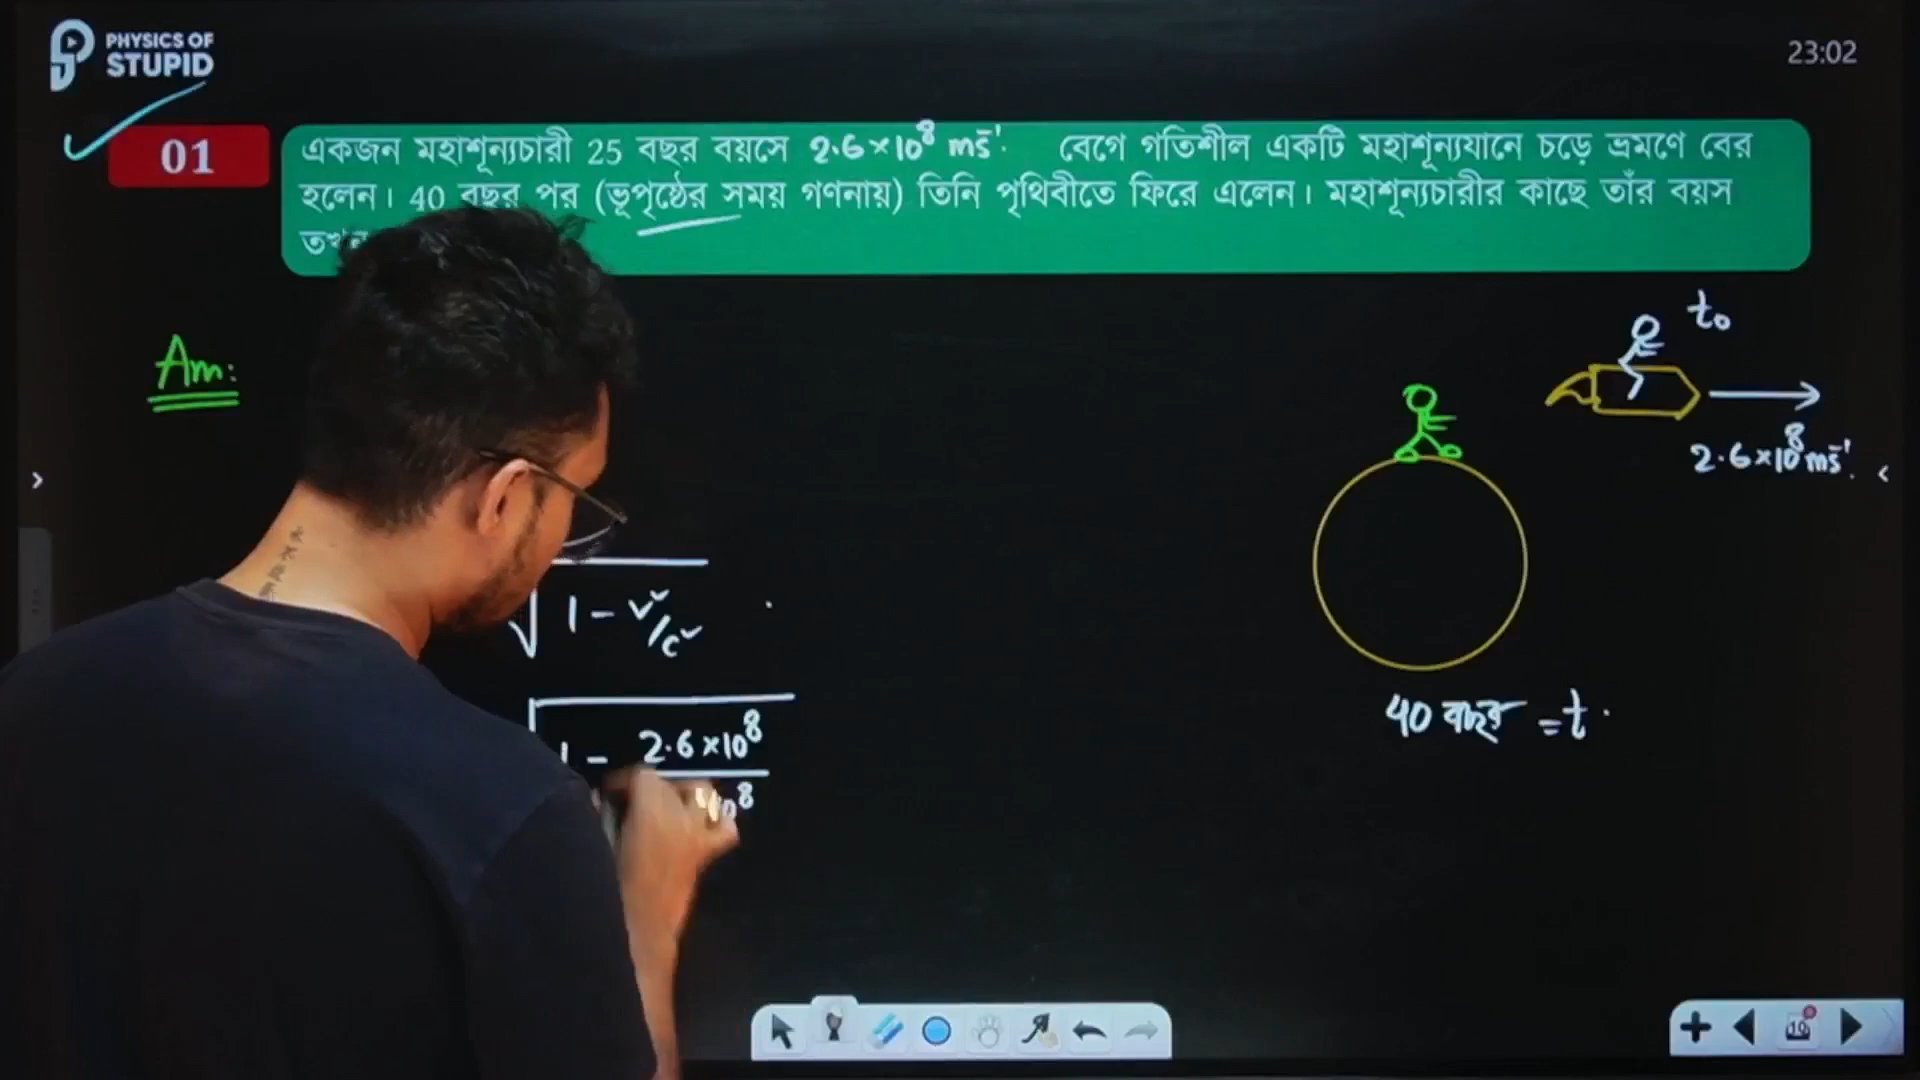 PHYSICS OF
STUPID
23:02
01
একজন মহাশূন্যচারী 25 বছর বয়সে 2.6×10⁸ ms⁻¹. বেগে গতিশীল একটি মহাশূন্যযানে চড়ে ভ্রমণে বের
হলেন। 40 বছর পর (ভূপৃষ্ঠের সময় গণনায়) তিনি পৃথিবীতে ফিরে এলেন। মহাশূন্যচারীর কাছে তাঁর বয়স
t₀
2.6×10⁸ ms⁻¹.
√1 - v²/c²
1 - 2.6×10⁸
40 বছর = t.